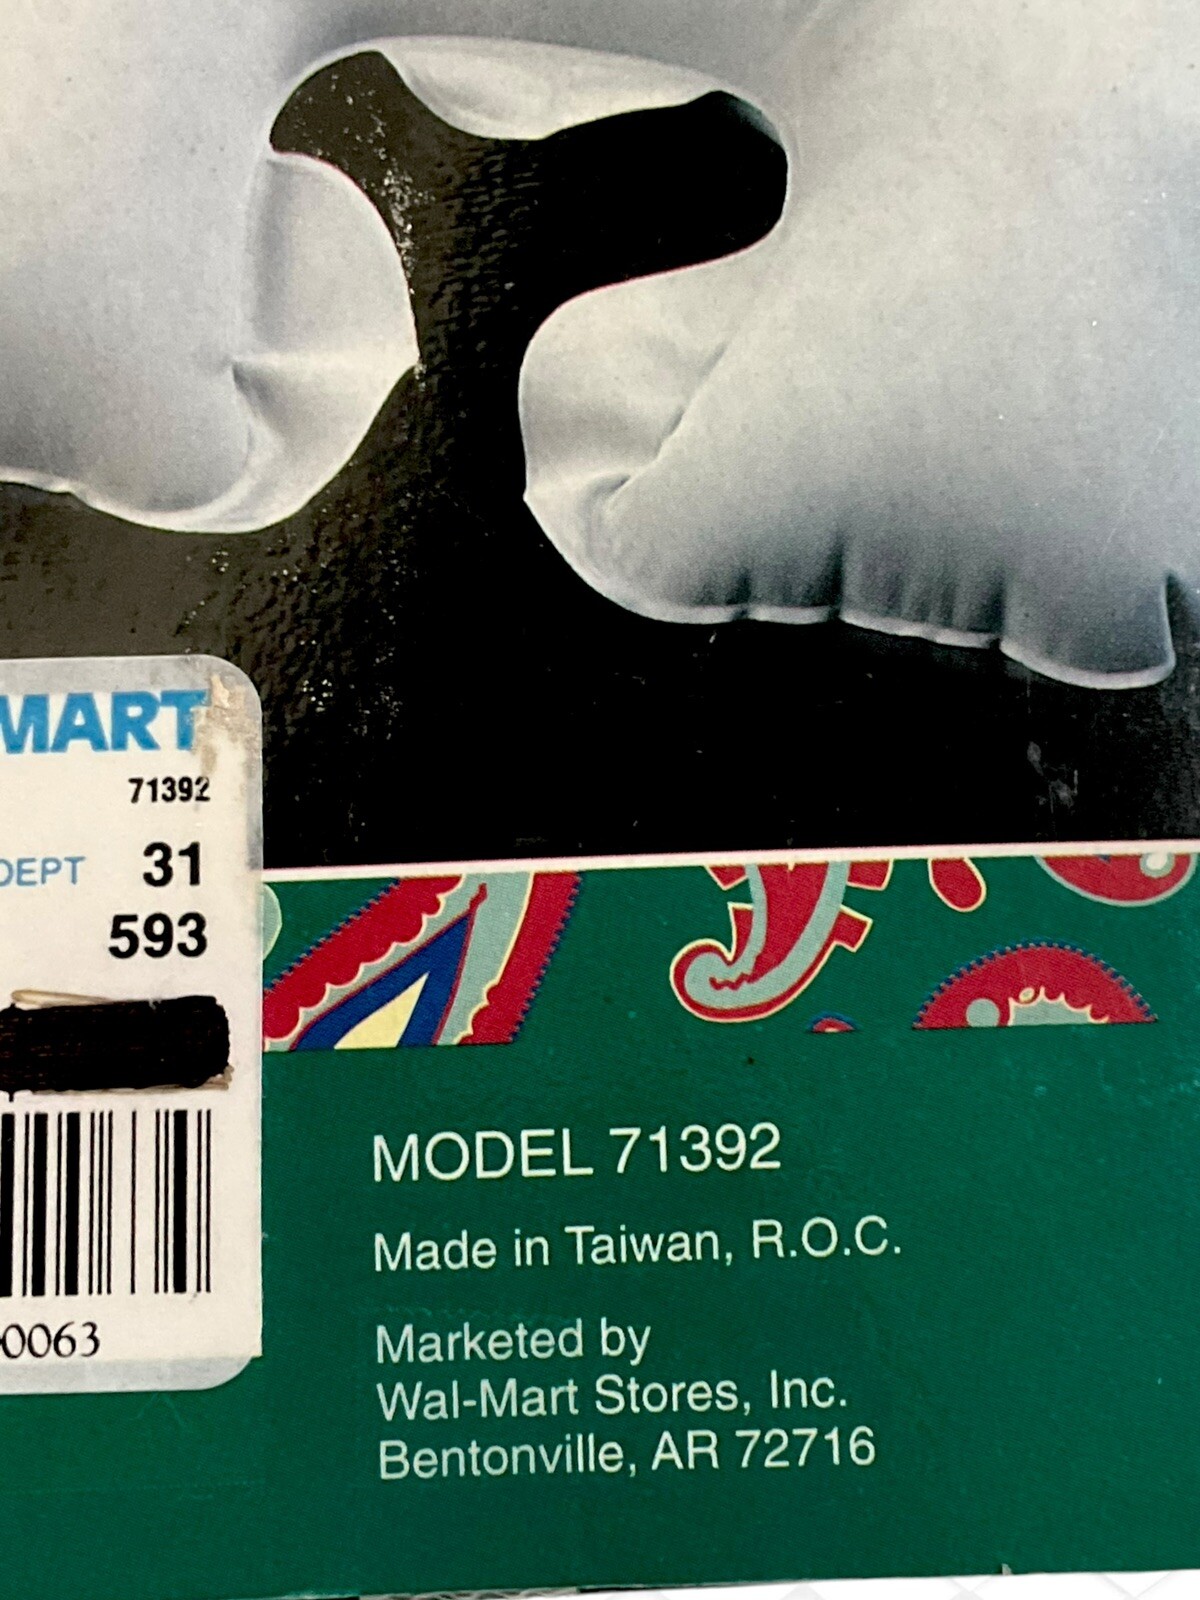 MART
71392
DEPT 31
593
0063
MODEL 71392
Made in Taiwan, R.O.C.
Marketed by
Wal-Mart Stores, Inc.
Bentonville, AR 72716